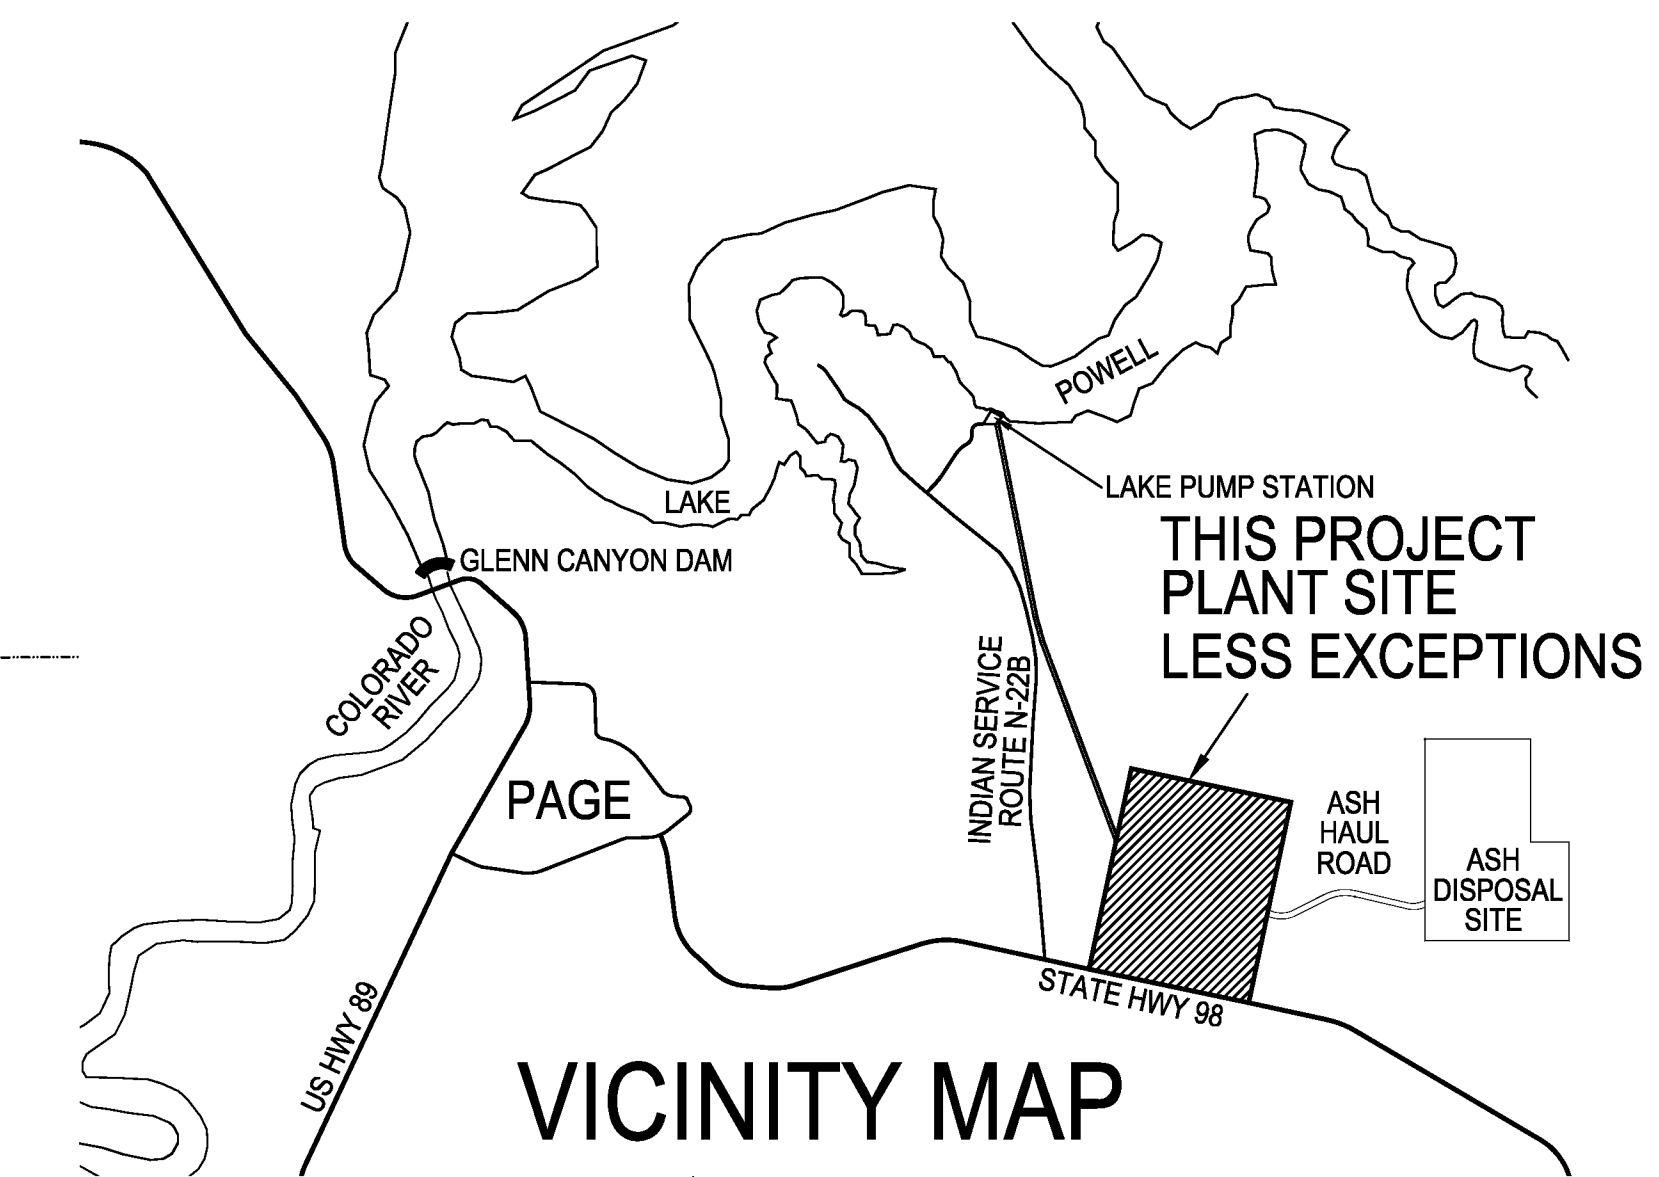 POWELL
LAKE
LAKE PUMP STATION
THIS PROJECT
PLANT SITE
LESS EXCEPTIONS
GLENN CANYON DAM
COLORADO
RIVER
INDIAN SERVICE
ROUTE N-22B
PAGE
ASH
HAUL
ROAD
ASH
DISPOSAL
SITE
STATE HWY 98
US HWY 89
VICINITY MAP